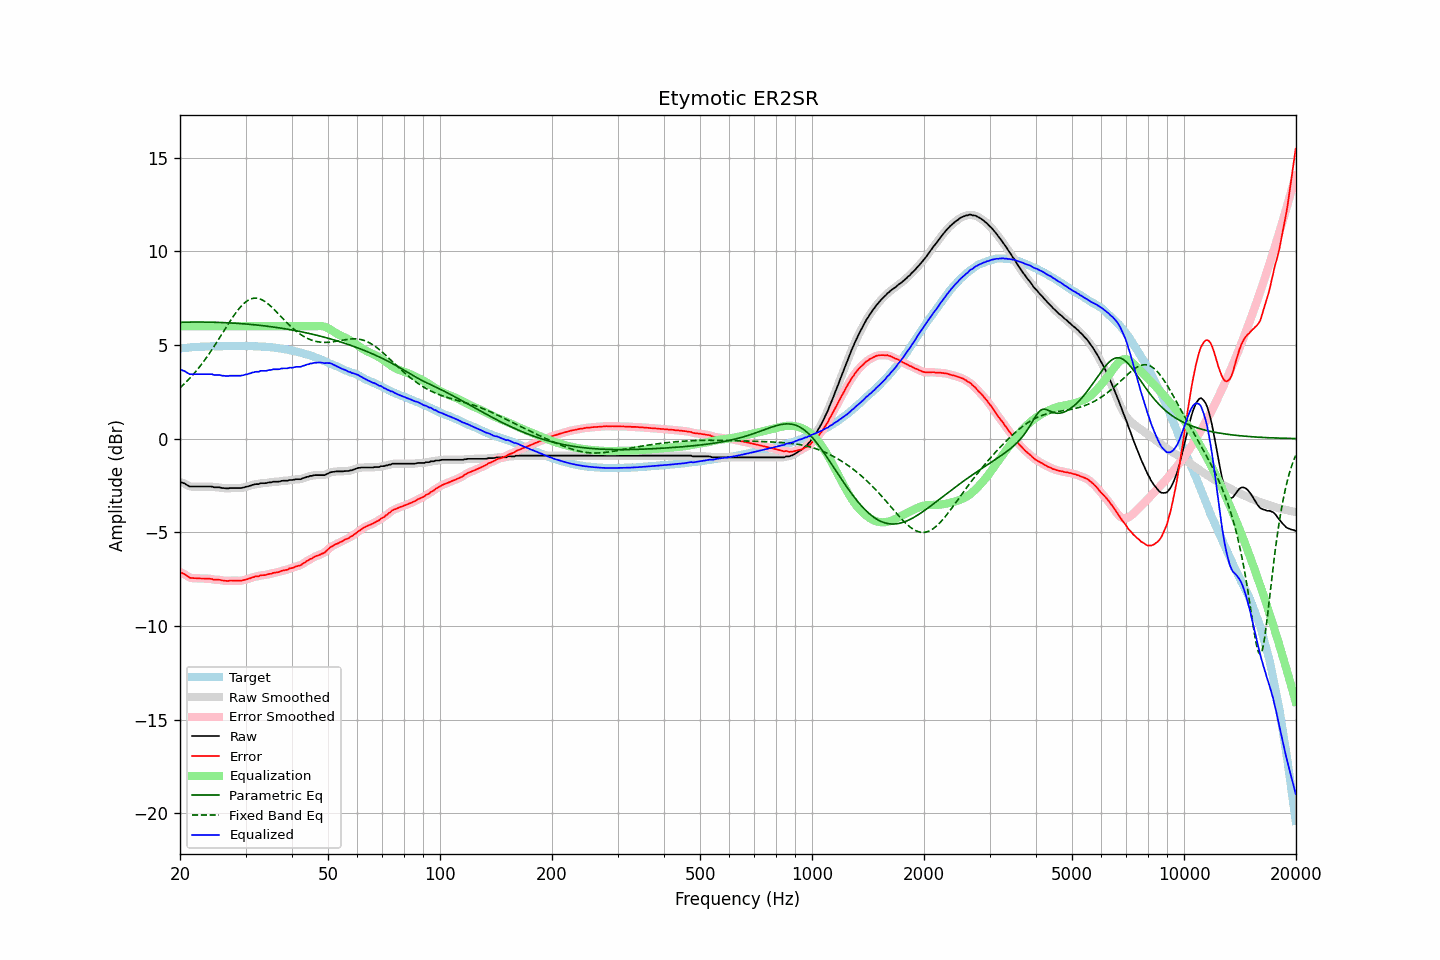 Etymotic ER2SR
Amplitude (dBr)
15
10
5
0
−5
−10
−15
−20
Target
Raw Smoothed
Error Smoothed
Raw
Error
Equalization
Parametric Eq
Fixed Band Eq
Equalized
20 50 100 200 500 1000 2000 5000 10000 20000
Frequency (Hz)